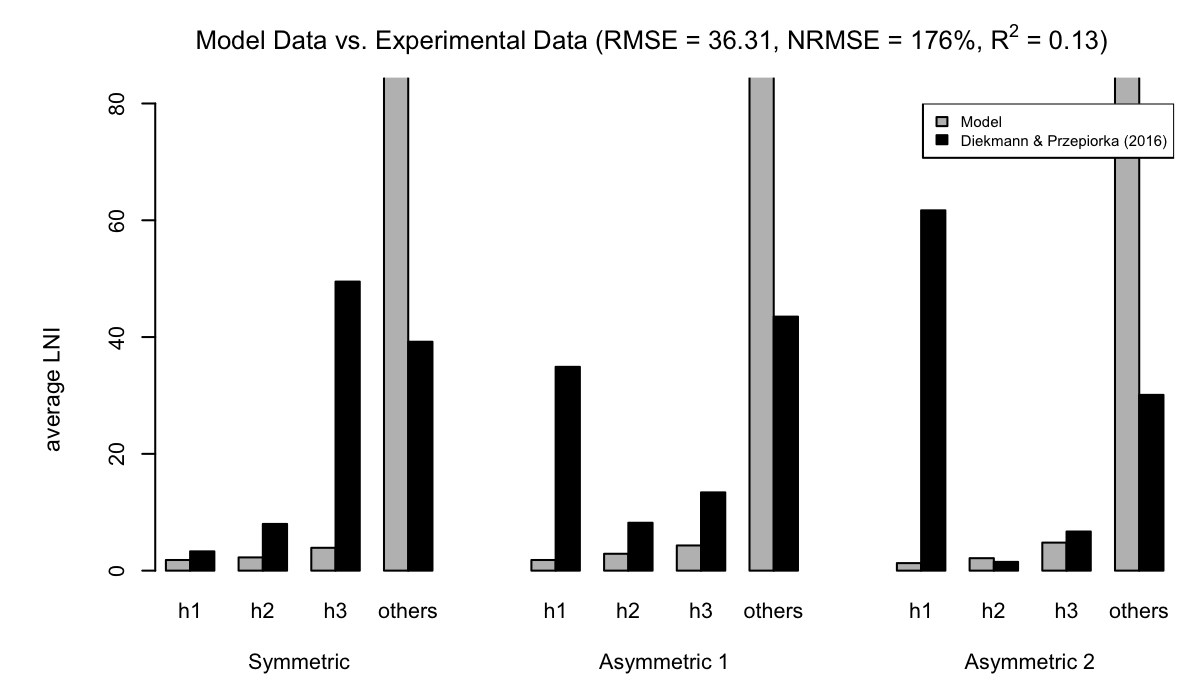 Model Data vs. Experimental Data (RMSE = 36.31, NRMSE = 176%, R² = 0.13)
average LNI
80
60
40
20
0
Model
Diekmann & Przepiorka (2016)
h1 h2 h3 others h1 h2 h3 others h1 h2 h3 others
Symmetric Asymmetric 1 Asymmetric 2